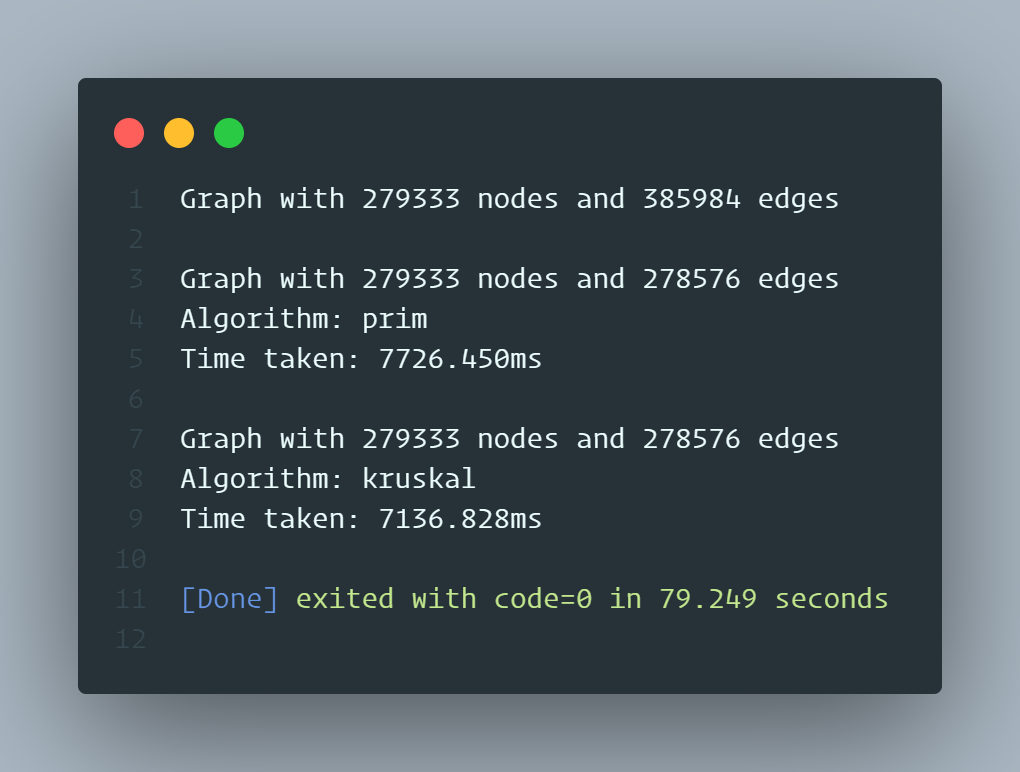 1 Graph with 279333 nodes and 385984 edges
2
3 Graph with 279333 nodes and 278576 edges
4 Algorithm: prim
5 Time taken: 7726.450ms
6
7 Graph with 279333 nodes and 278576 edges
8 Algorithm: kruskal
9 Time taken: 7136.828ms
10
11 [Done] exited with code=0 in 79.249 seconds
12